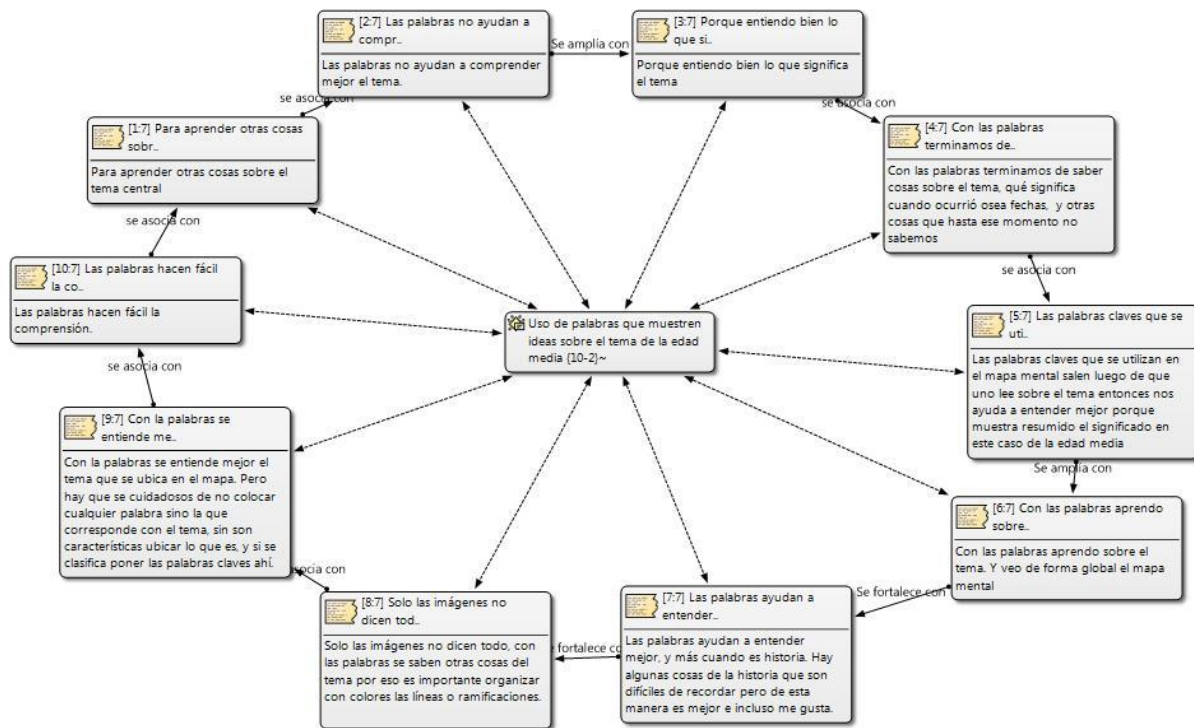 [2:7] Las palabras no ayudan a
compr..
Las palabras no ayudan a comprender
mejor el tema.
Se amplía con
[3:7] Porque entiendo bien lo
que si..
Porque entiendo bien lo que significa
el tema
se asocia con
[4:7] Con las palabras
terminamos de..
Con las palabras terminamos de saber
cosas sobre el tema, qué significa
cuando ocurrió osea fechas, y otras
cosas que hasta ese momento no
sabemos
se asocia con
[5:7] Las palabras claves que se
uti..
Las palabras claves que se utilizan en
el mapa mental salen luego de que
uno lee sobre el tema entonces nos
ayuda a entender mejor porque
muestra resumido el significado en
este caso de la edad media
Se amplía con
[6:7] Con las palabras aprendo
sobre..
Con las palabras aprendo sobre el
tema. Y veo de forma global el mapa
mental
Se fortalece con
[7:7] Las palabras ayudan a
entender..
Las palabras ayudan a entender
mejor, y más cuando es historia. Hay
algunas cosas de la historia que son
difíciles de recordar pero de esta
manera es mejor e incluso me gusta.
fortalece co
[8:7] Solo las imágenes no
dicen tod..
Solo las imágenes no dicen todo, con
las palabras se saben otras cosas del
tema por eso es importante organizar
con colores las líneas o ramificaciones.
asocia con
[9:7] Con la palabras se
entiende me..
Con la palabras se entiende mejor el
tema que se ubica en el mapa. Pero
hay que se cuidadosos de no colocar
cualquier palabra sino la que
corresponde con el tema, sin son
características ubicar lo que es, y si se
clasifica poner las palabras claves ahí.
se asocia con
[10:7] Las palabras hacen fácil
la co..
Las palabras hacen fácil la
comprensión.
se asocia con
[1:7] Para aprender otras cosas
sobr..
Para aprender otras cosas sobre el
tema central
se asocia con
Uso de palabras que muestren
ideas sobre el tema de la edad
media {10-2}~